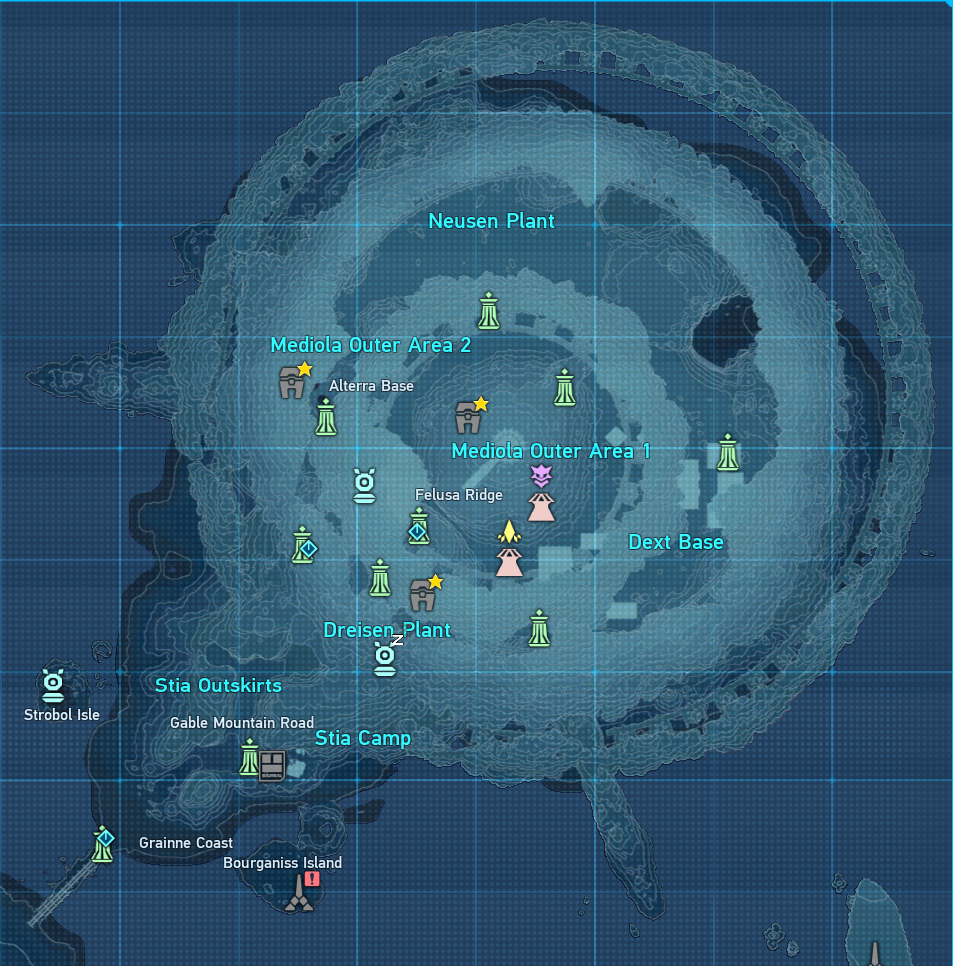 Neusen Plant
Mediola Outer Area 2
Alterra Base
Mediola Outer Area 1
Felusa Ridge
Dext Base
Dreisen Plant
Z
Stia Outskirts
Strobol Isle
Gable Mountain Road
Stia Camp
Grainne Coast
Bourganiss Island
!